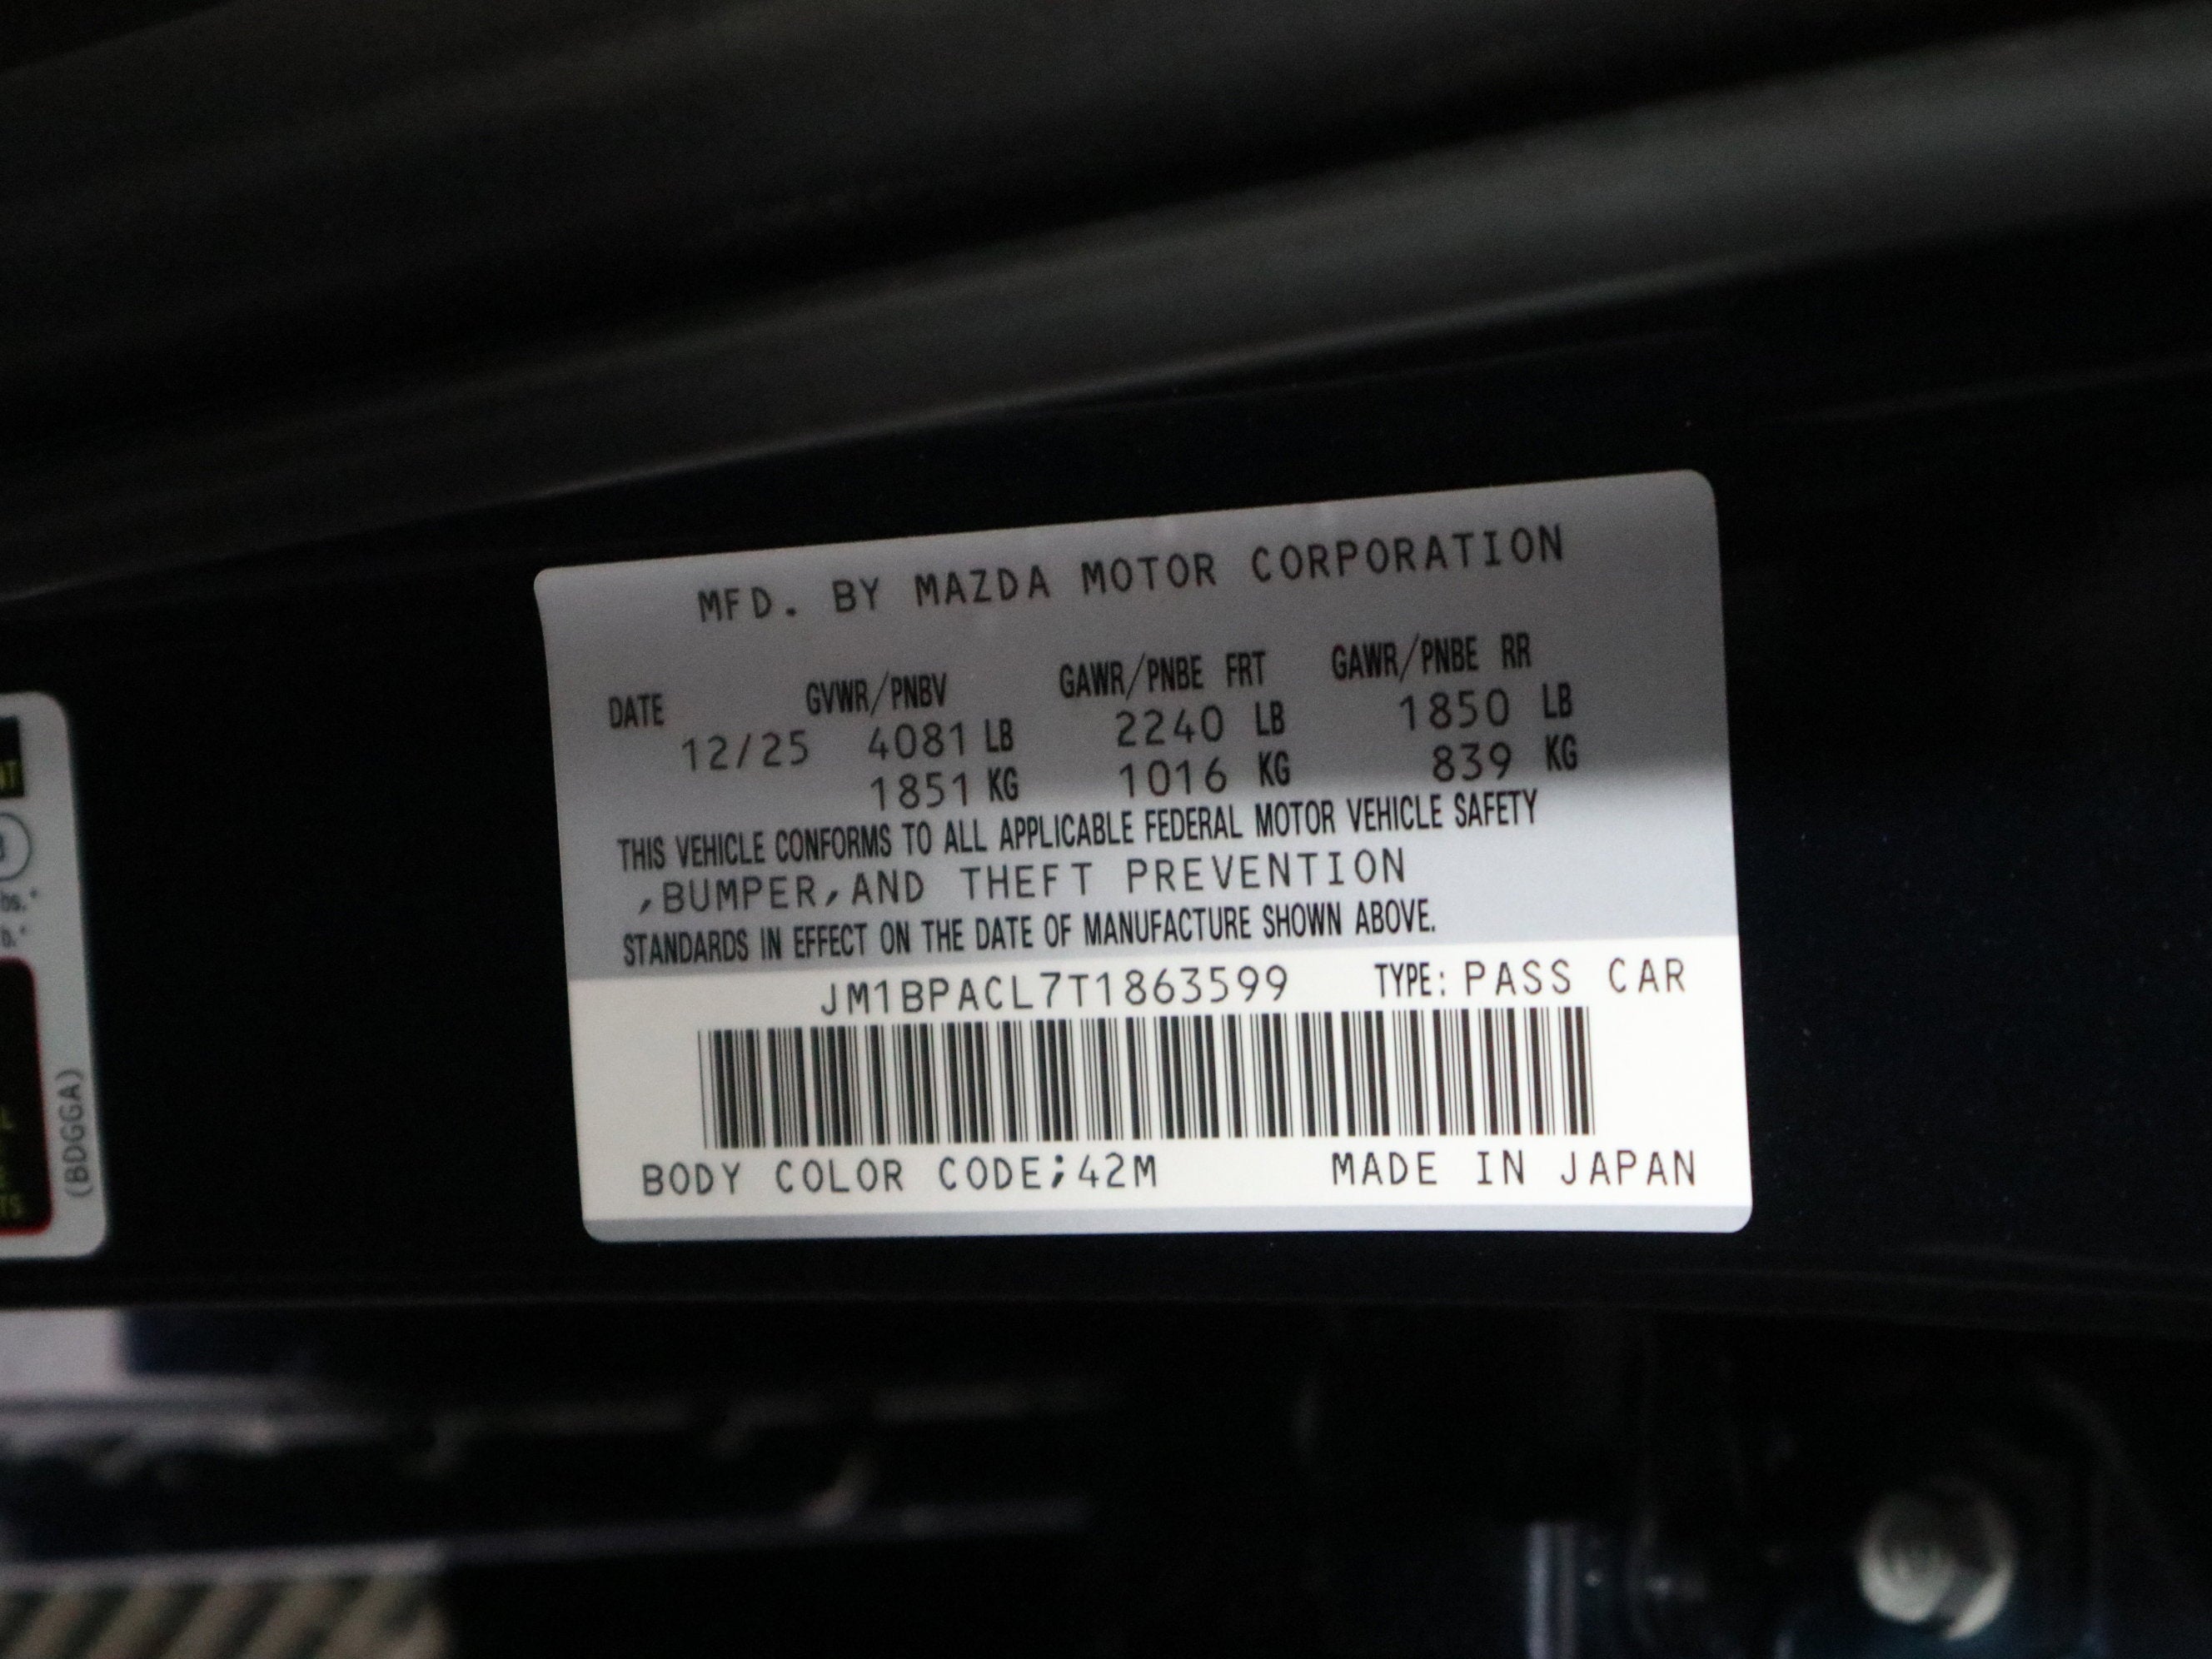 MFD. BY MAZDA MOTOR CORPORATION
DATE GVWR/PNBV GAWR/PNBE FRT GAWR/PNBE RR
12/25 4081 LB 2240 LB 1850 LB
1851 KG 1016 KG 839 KG
THIS VEHICLE CONFORMS TO ALL APPLICABLE FEDERAL MOTOR VEHICLE SAFETY
,BUMPER,AND THEFT PREVENTION
STANDARDS IN EFFECT ON THE DATE OF MANUFACTURE SHOWN ABOVE.
JM1BPACL7T1863599 TYPE: PASS CAR
BODY COLOR CODE;42M MADE IN JAPAN
(BDGGA)